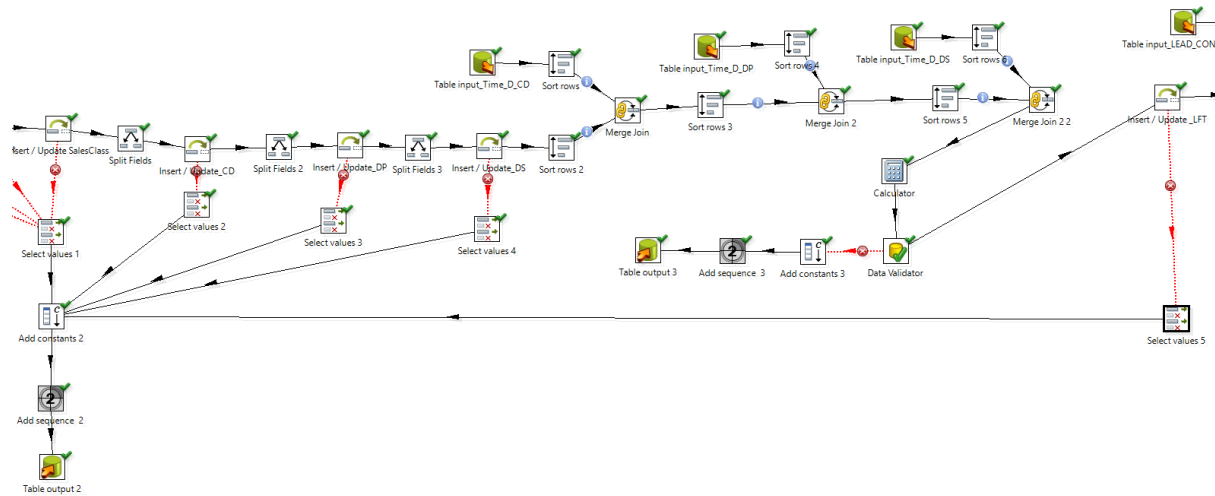 Table input_LEAD_CON
Table input_Time_D_DP
Sort rows 4
Table input_Time_D_DS
Sort rows 6
Table input_Time_D_CD
Sort rows
Merge Join
Sort rows 3
Merge Join 2
Sort rows 5
Merge Join 2 2
Insert / Update _LFT
Insert / Update SalesClass
Split Fields
Insert / Update_CD
Split Fields 2
Insert / Update_DP
Split Fields 3
Insert / Update_DS
Sort rows 2
Calculator
Select values 1
Select values 2
Select values 3
Select values 4
Table output 3
Add sequence 3
Add constants 3
Data Validator
Add constants 2
Select values 5
Add sequence 2
Table output 2